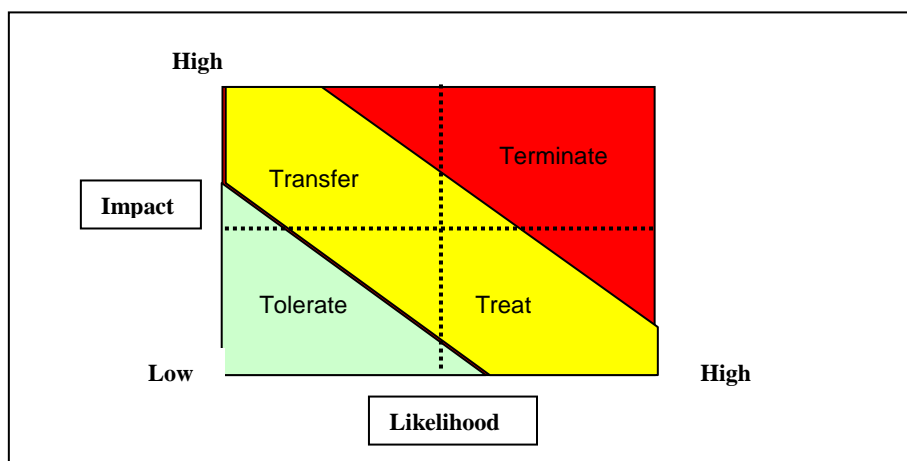 High
Terminate
Transfer
Impact
Tolerate
Treat
Low
High
Likelihood